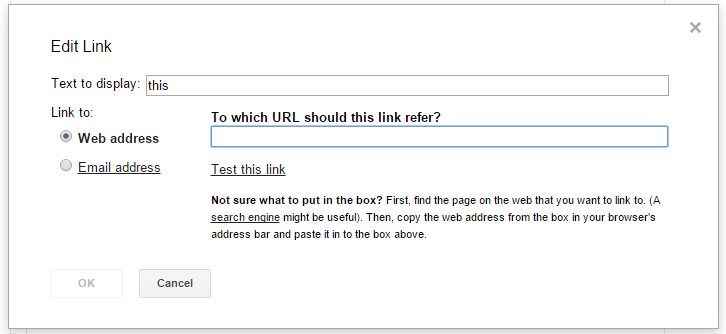 Edit Link
Text to display: this
Link to:
To which URL should this link refer?
Web address
Email address
Test this link
Not sure what to put in the box? First, find the page on the web that you want to link to. (A
search engine might be useful). Then, copy the web address from the box in your browser's
address bar and paste it in to the box above.
OK
Cancel